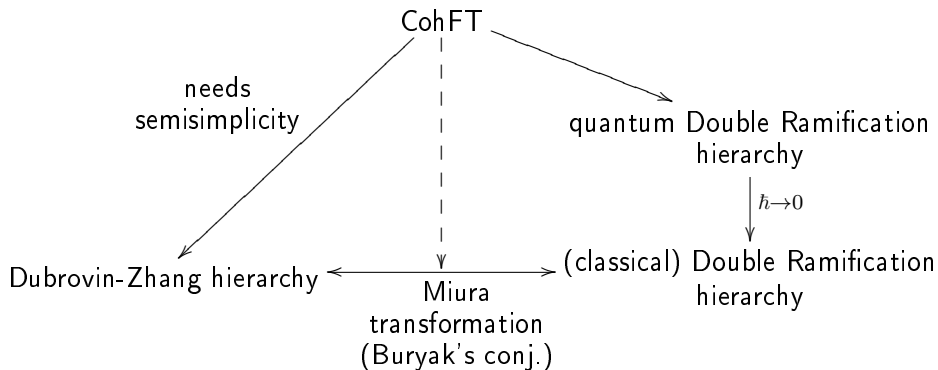 CohFT
needs
semisimplicity
quantum Double Ramification
hierarchy
ħ→0
Dubrovin-Zhang hierarchy
(classical) Double Ramification
hierarchy
Miura
transformation
(Buryak's conj.)